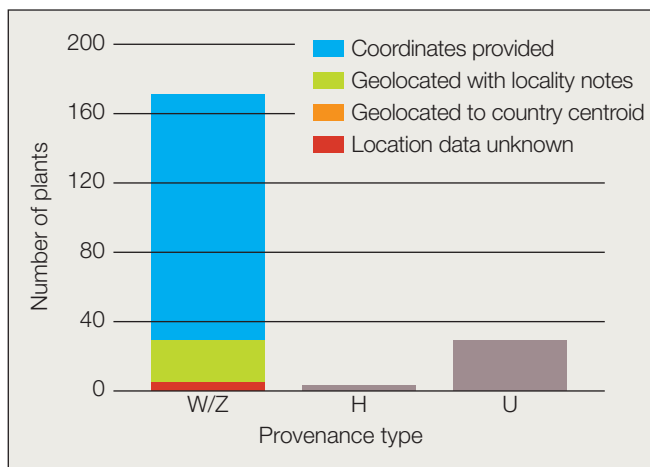 200
160
120
80
40
0
Number of plants
Coordinates provided
Geolocated with locality notes
Geolocated to country centroid
Location data unknown
W/Z H U
Provenance type